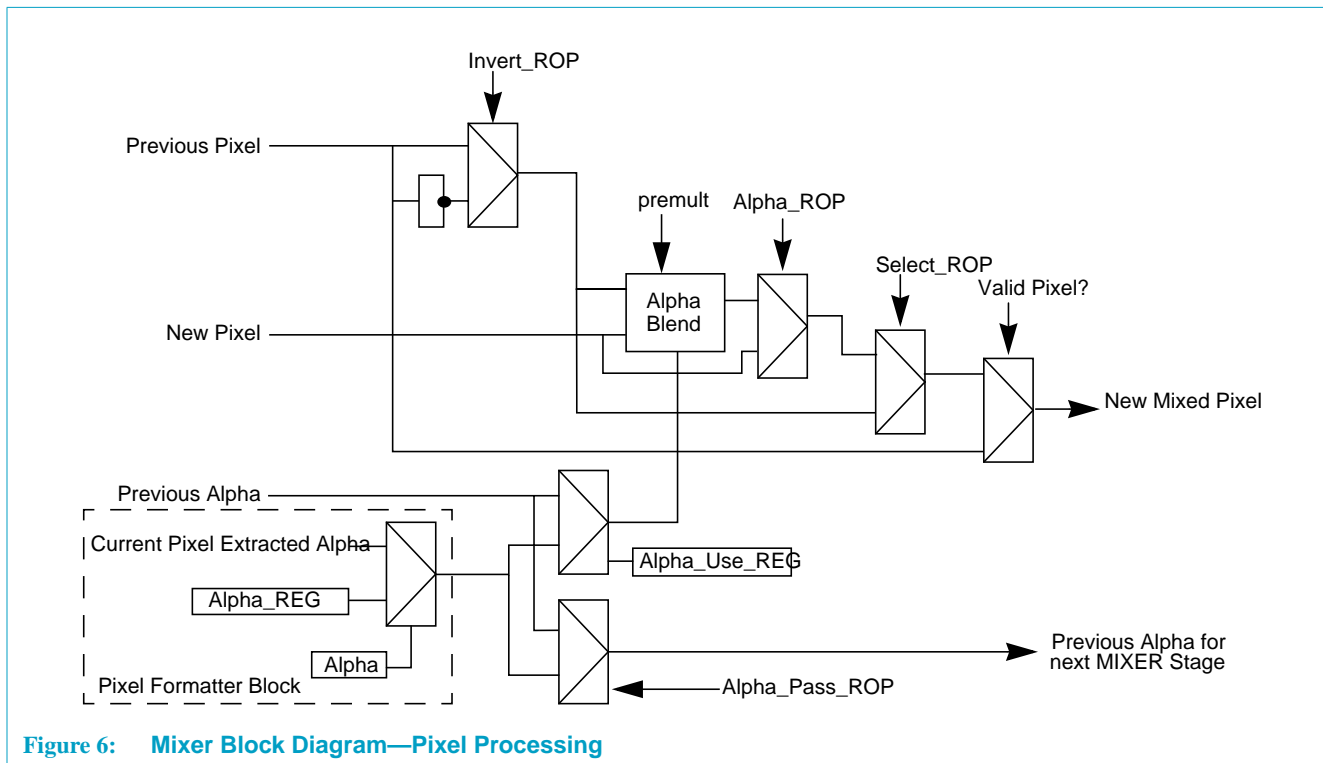 Invert_ROP
Previous Pixel
premult
Alpha_ROP
Select_ROP
Valid Pixel?
Alpha
Blend
New Pixel
New Mixed Pixel
Previous Alpha
Current Pixel Extracted Alpha
Alpha_Use_REG
Alpha_REG
Previous Alpha for
next MIXER Stage
Alpha
Pixel Formatter Block
Alpha_Pass_ROP
Figure 6: Mixer Block Diagram—Pixel Processing